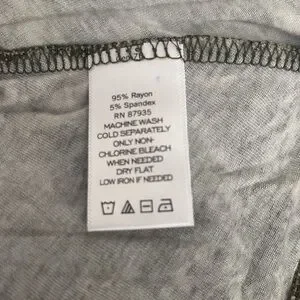 95% Rayon
5% Spandex
RN 87935
MACHINE WASH
COLD SEPARATELY
ONLY NON-
CHLORINE BLEACH
WHEN NEEDED
DRY FLAT
LOW IRON IF NEEDED